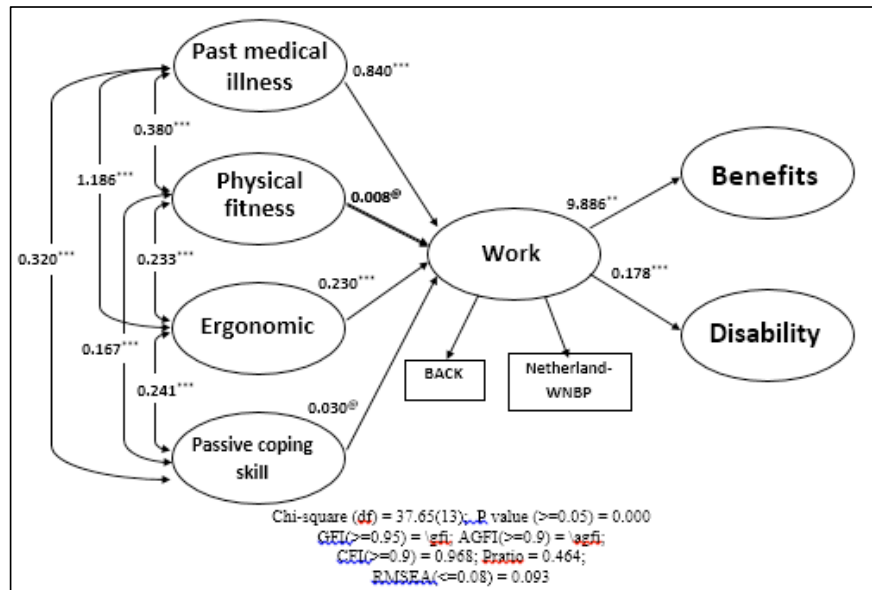 Past medical
illness
0.840***
0.380***
Physical
fitness
0.008@
1.186***
Benefits
9.886**
Work
0.320***
0.233***
0.230***
0.178***
Ergonomic
Disability
0.167***
BACK
Netherland-
WNBP
0.241***
0.030@
Passive coping
skill
Chi-square (df) = 37.65(13); P value (>=0.05) = 0.000
GFI(>=0.95) = \gfi; AGFI(>=0.9) = \agfi;
CFI(>=0.9) = 0.968; Pratio = 0.464;
RMSEA(<=0.08) = 0.093